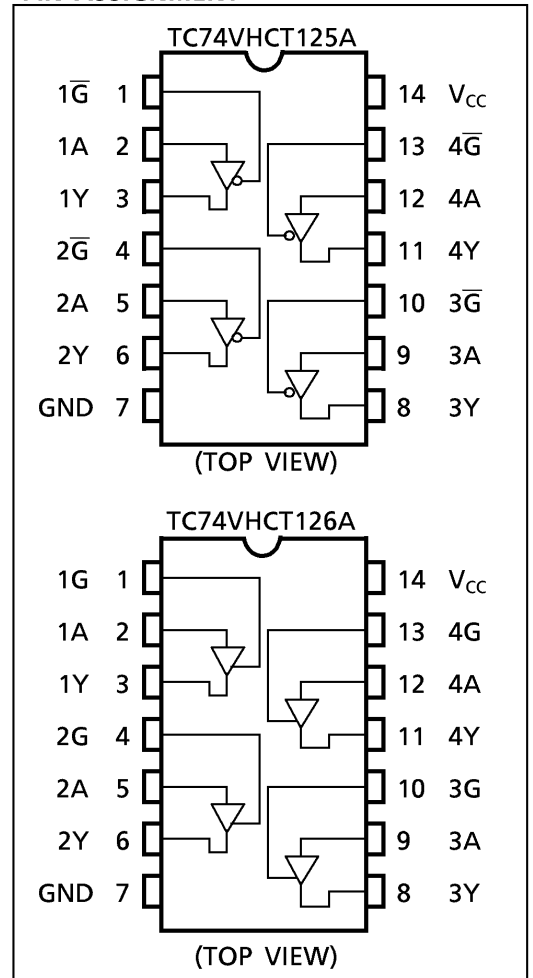 TC74VHCT125A
1G̅ 1 14 VCC
1A 2 13 4G̅
1Y 3 12 4A
2G̅ 4 11 4Y
2A 5 10 3G̅
2Y 6 9 3A
GND 7 8 3Y
(TOP VIEW)
TC74VHCT126A
1G 1 14 VCC
1A 2 13 4G
1Y 3 12 4A
2G 4 11 4Y
2A 5 10 3G
2Y 6 9 3A
GND 7 8 3Y
(TOP VIEW)